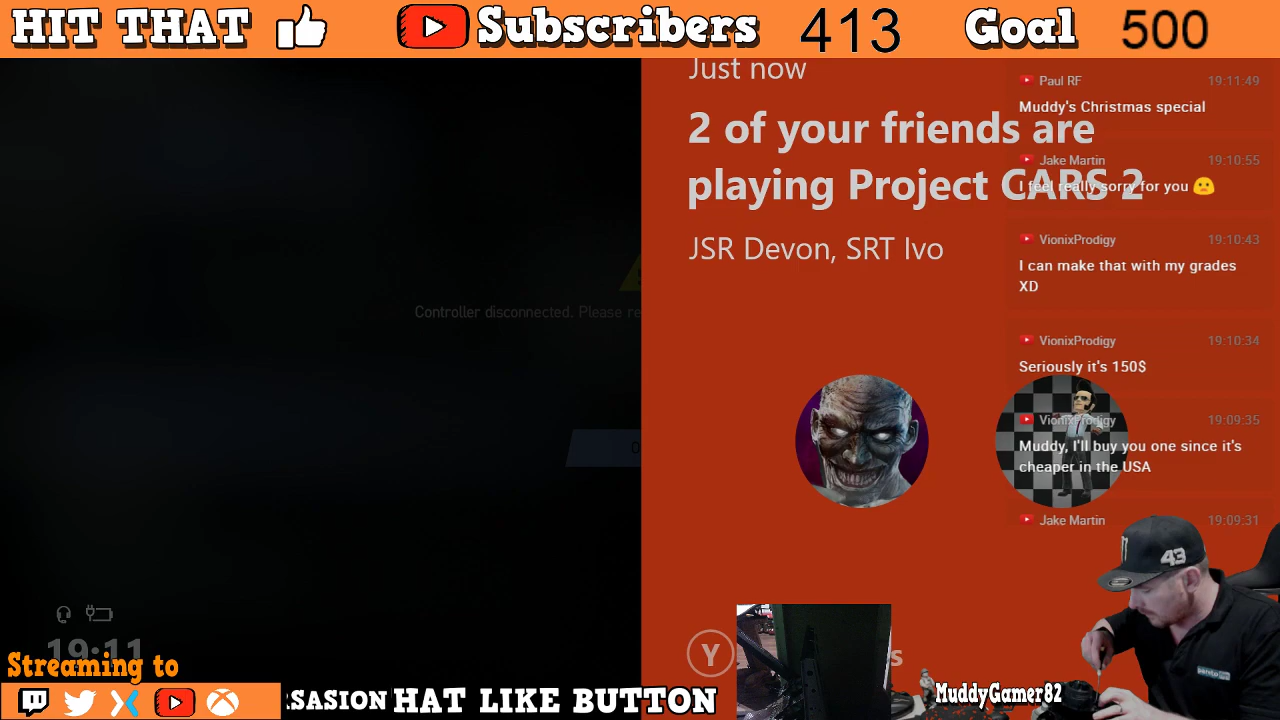 HIT THAT
Subscribers 413 Goal 500
Just now
2 of your friends are
playing Project CARS 2
JSR Devon, SRT Ivo
Controller disconnected. Please re
Paul RF 19:11:49
Muddy's Christmas special
Jake Martin 19:10:55
I feel really sorry for you
VionixProdigy 19:10:43
I can make that with my grades
XD
VionixProdigy 19:10:34
Seriously it's 150$
VionixProdigy 19:09:35
Muddy, I'll buy you one since it's
cheaper in the USA
Jake Martin 19:09:31
43
19:11
Y
Streaming to
SASION HAT LIKE BUTTON
MuddyGamer82